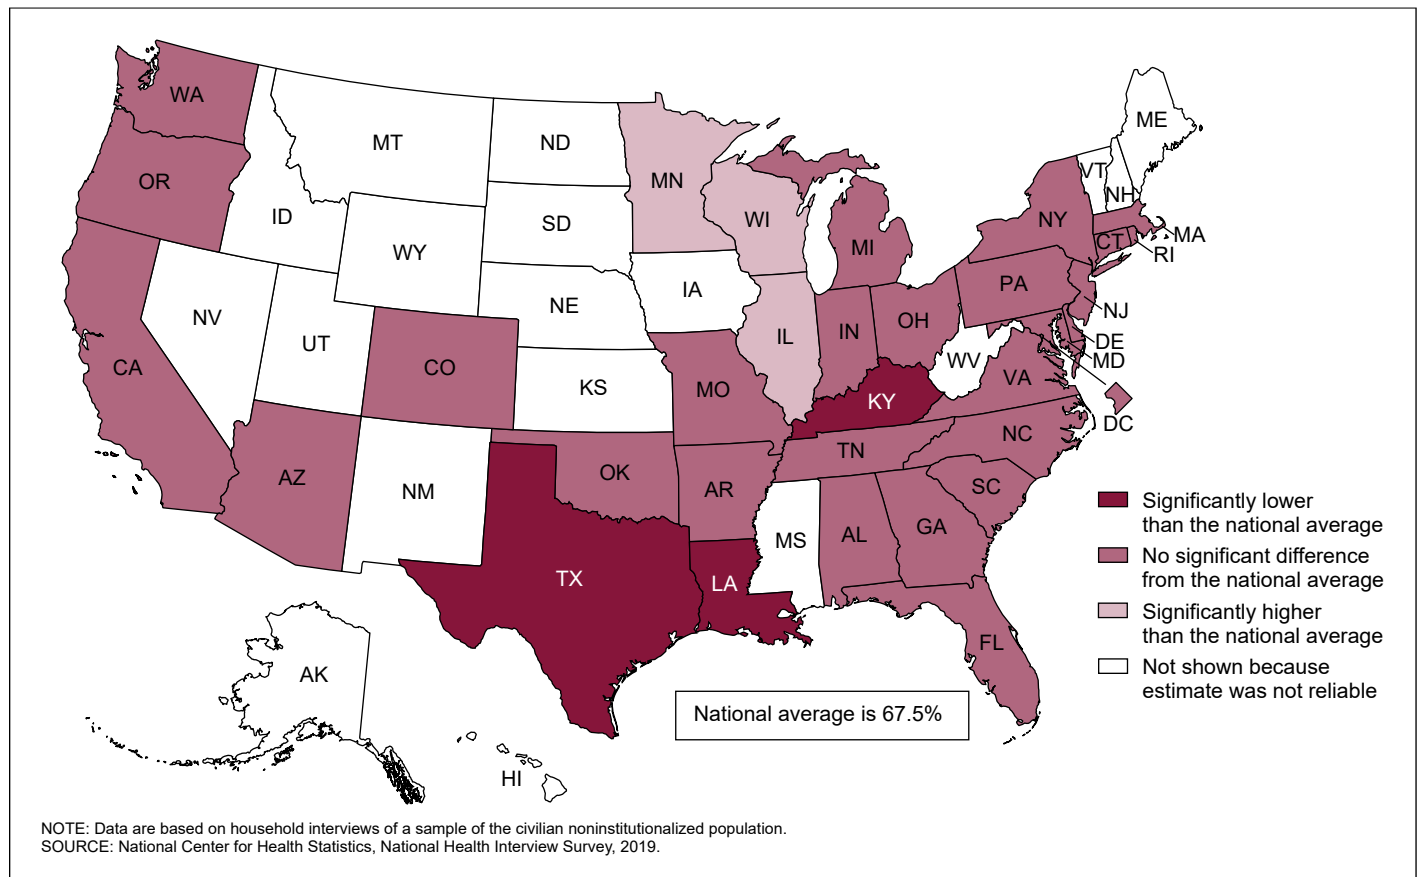 WA
OR
CA
NV
ID
MT
WY
UT
AZ
CO
NM
ND
SD
NE
KS
OK
TX
MN
IA
MO
AR
LA
WI
IL
MI
IN
OH
KY
TN
MS
AL
GA
FL
SC
NC
VA
WV
PA
NY
VT
NH
ME
MA
RI
CT
NJ
DE
MD
DC
AK
HI
Significantly lower
than the national average
No significant difference
from the national average
Significantly higher
than the national average
Not shown because
estimate was not reliable
National average is 67.5%
NOTE: Data are based on household interviews of a sample of the civilian noninstitutionalized population.
SOURCE: National Center for Health Statistics, National Health Interview Survey, 2019.